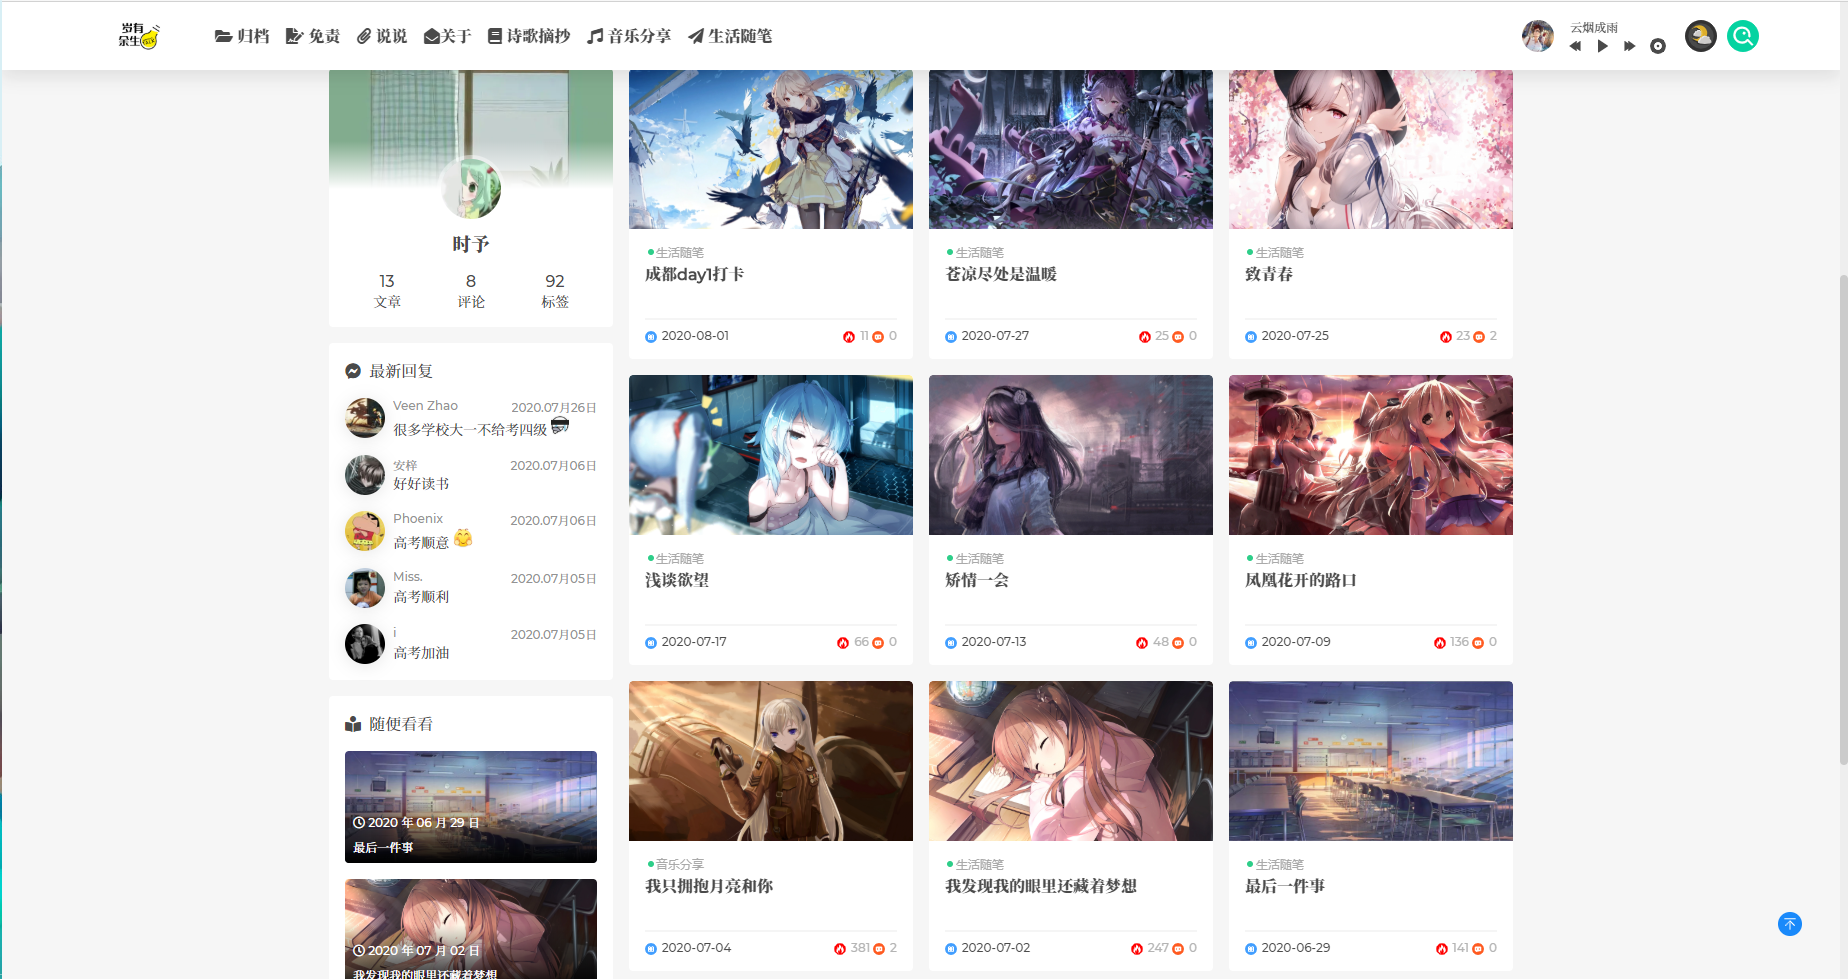 岁有
余生
归档
免责
说说
关于
诗歌摘抄
音乐分享
生活随笔
云烟成雨
时予
13 8 92
文章 评论 标签
最新回复
Veen Zhao 2020.07月26日
很多学校大一不给考四级
安梓 2020.07月06日
好好读书
Phoenix 2020.07月06日
高考顺意
Miss. 2020.07月05日
高考顺利
i 2020.07月05日
高考加油
随便看看
2020 年 06 月 29 日
最后一件事
2020 年 07 月 02 日
我发现我的眼里还藏着梦想
生活随笔
成都day1打卡
2020-08-01 11 0
生活随笔
苍凉尽处是温暖
2020-07-27 25 0
生活随笔
致青春
2020-07-25 23 2
生活随笔
浅谈欲望
2020-07-17 66 0
生活随笔
矫情一会
2020-07-13 48 0
生活随笔
凤凰花开的路口
2020-07-09 136 0
音乐分享
我只拥抱月亮和你
2020-07-04 381 2
生活随笔
我发现我的眼里还藏着梦想
2020-07-02 247 0
生活随笔
最后一件事
2020-06-29 141 0